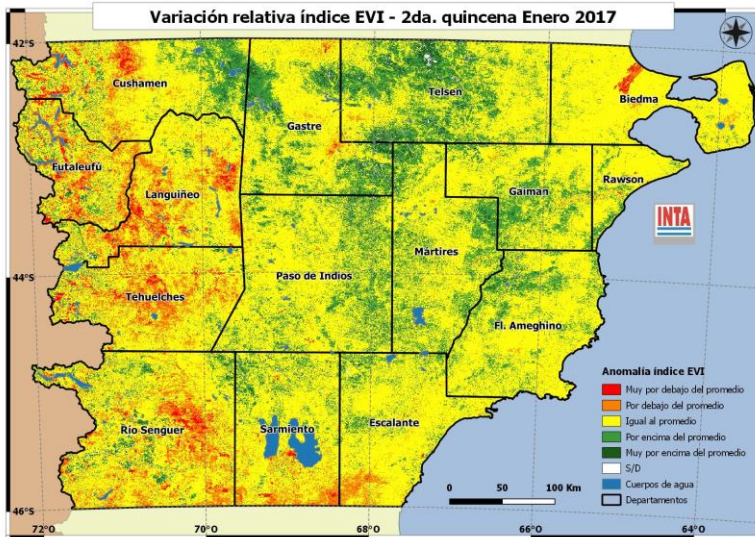 Variación relativa índice EVI - 2da. quincena Enero 2017
42°S
Cushamen
Telsen
Biedma
Gastre
Futaleufú
Languiñeo
Gaiman
Rawson
INTA
44°S
44°S
Mártires
Paso de Indios
Tehuelches
Fl. Ameghino
Anomalía índice EVI
Muy por debajo del promedio
Por debajo del promedio
Igual al promedio
Por encima del promedio
Muy por encima del promedio
S/D
Cuerpos de agua
Departamentos
Río Senguer
Sarmiento
Escalante
0 50 100 Km
46°S
46°S
72°O 70°O 68°O 66°O 64°O